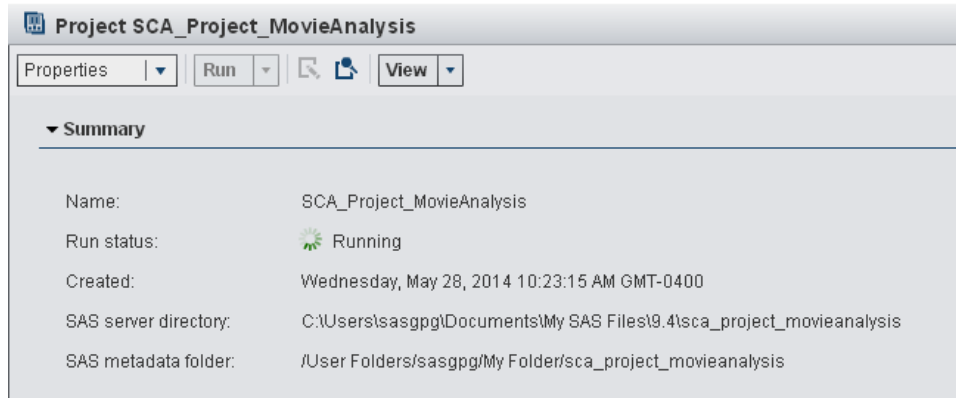 Project SCA_Project_MovieAnalysis
Properties Run View
Summary
Name: SCA_Project_MovieAnalysis
Run status: Running
Created: Wednesday, May 28, 2014 10:23:15 AM GMT-0400
SAS server directory: C:\Users\sasgpg\Documents\My SAS Files\9.4\sca_project_movieanalysis
SAS metadata folder: /User Folders/sasgpg/My Folder/sca_project_movieanalysis